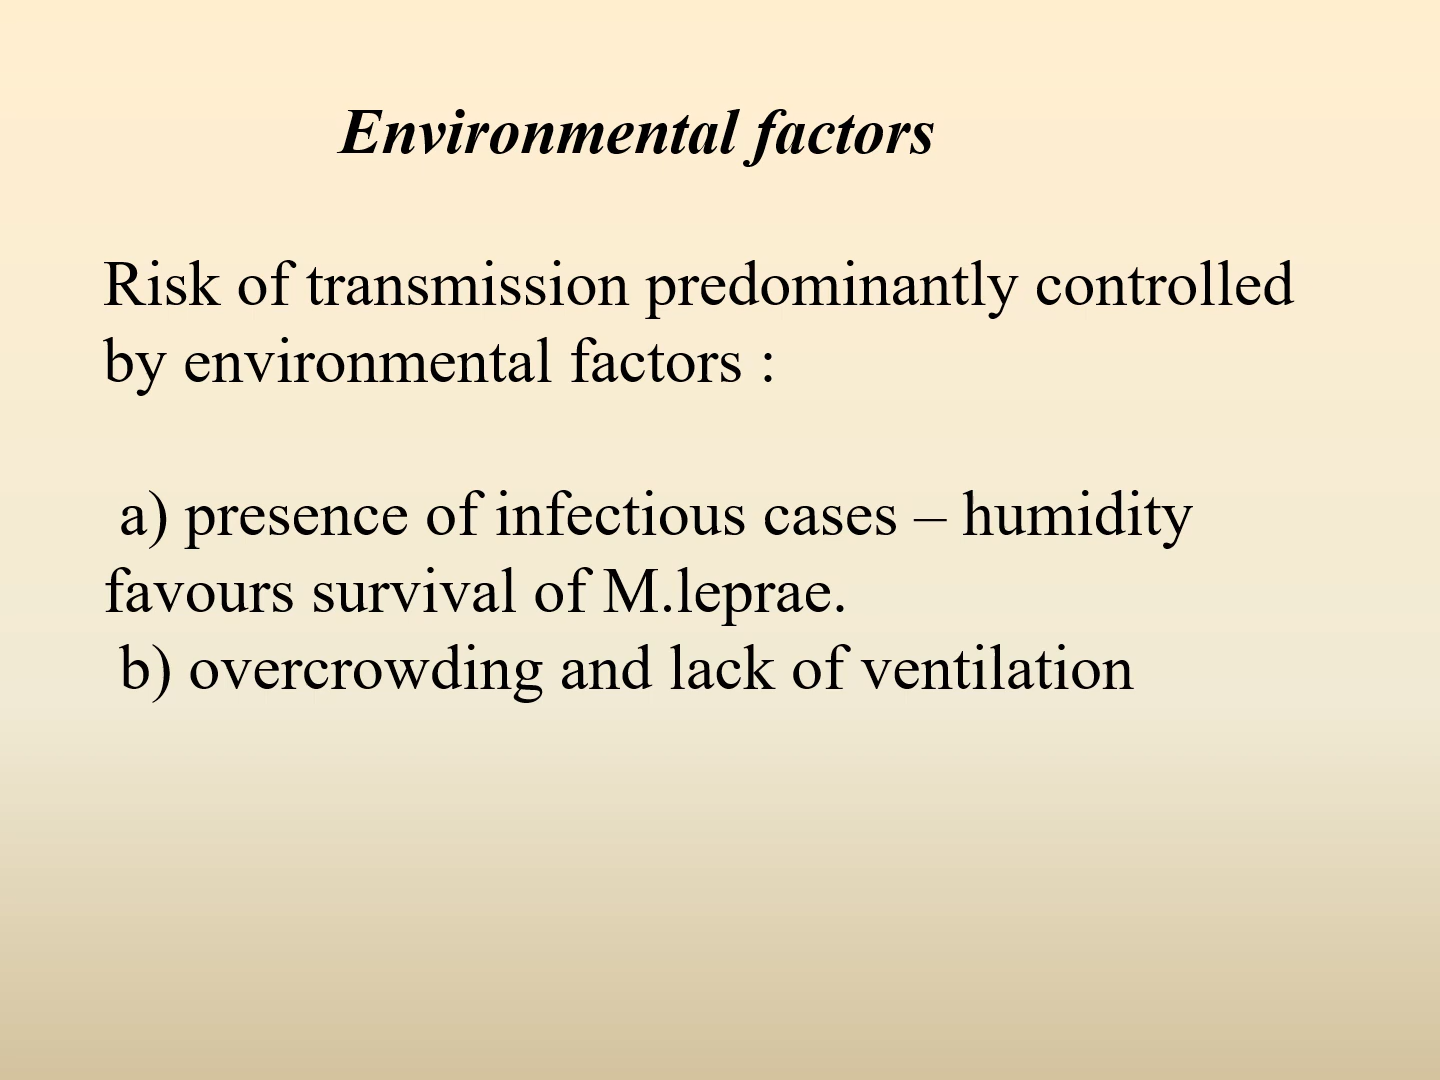 Environmental factors
Risk of transmission predominantly controlled
by environmental factors :
a) presence of infectious cases – humidity
favours survival of M.leprae.
b) overcrowding and lack of ventilation